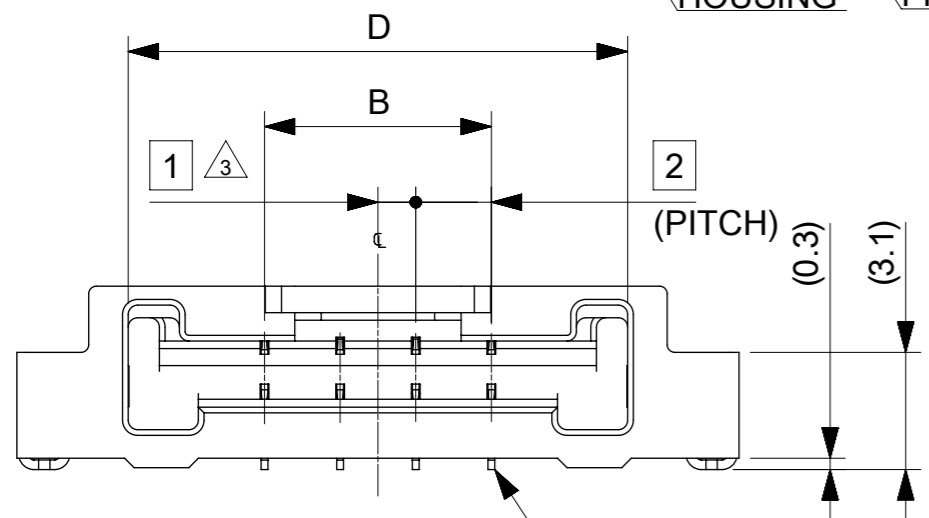 HOUSING
D
B
1 3 2
(PITCH)
℄
(0.3)
(3.1)